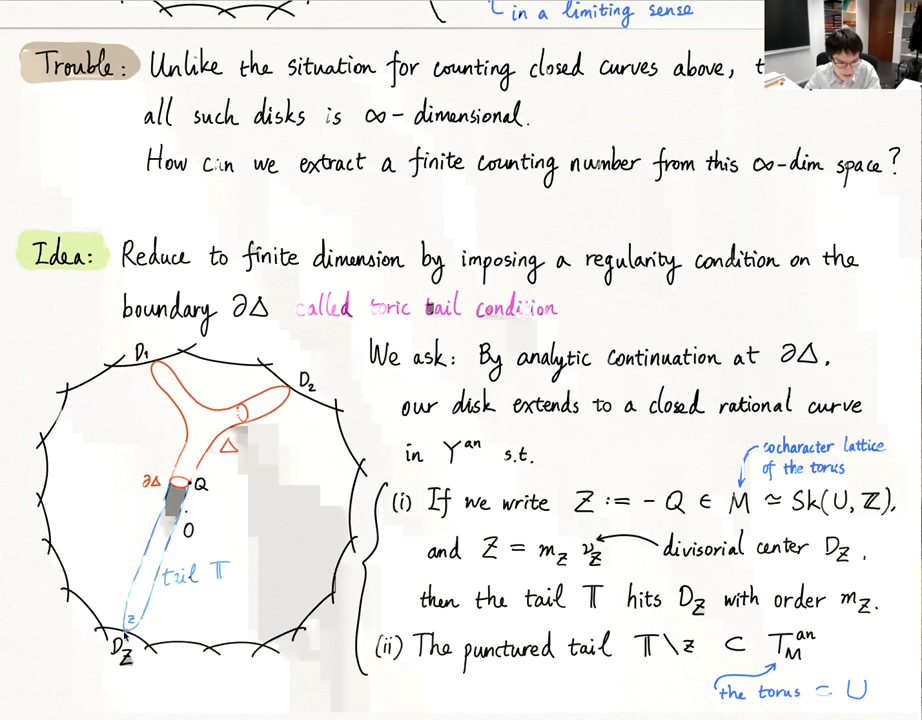 in a limiting sense
Trouble: Unlike the situation for counting closed curves above, t
all such disks is ∞-dimensional.
How can we extract a finite counting number from this ∞-dim space?
Idea: Reduce to finite dimension by imposing a regularity condition on the
boundary ∂Δ called toric tail condition
D₁
D₂
Δ
∂Δ
Q
O
tail 𝕋
z
D_Z
We ask: By analytic continuation at ∂Δ,
our disk extends to a closed rational curve
in Y^an s.t.
cocharacter lattice
of the torus
(i) If we write Z := -Q ∈ M ≃ Sk(U, ℤ),
and Z = m_Z ν_Z divisorial center D_Z,
then the tail 𝕋 hits D_Z with order m_Z.
(ii) The punctured tail 𝕋\z ⊂ T_M^an
the torus ⊂ U